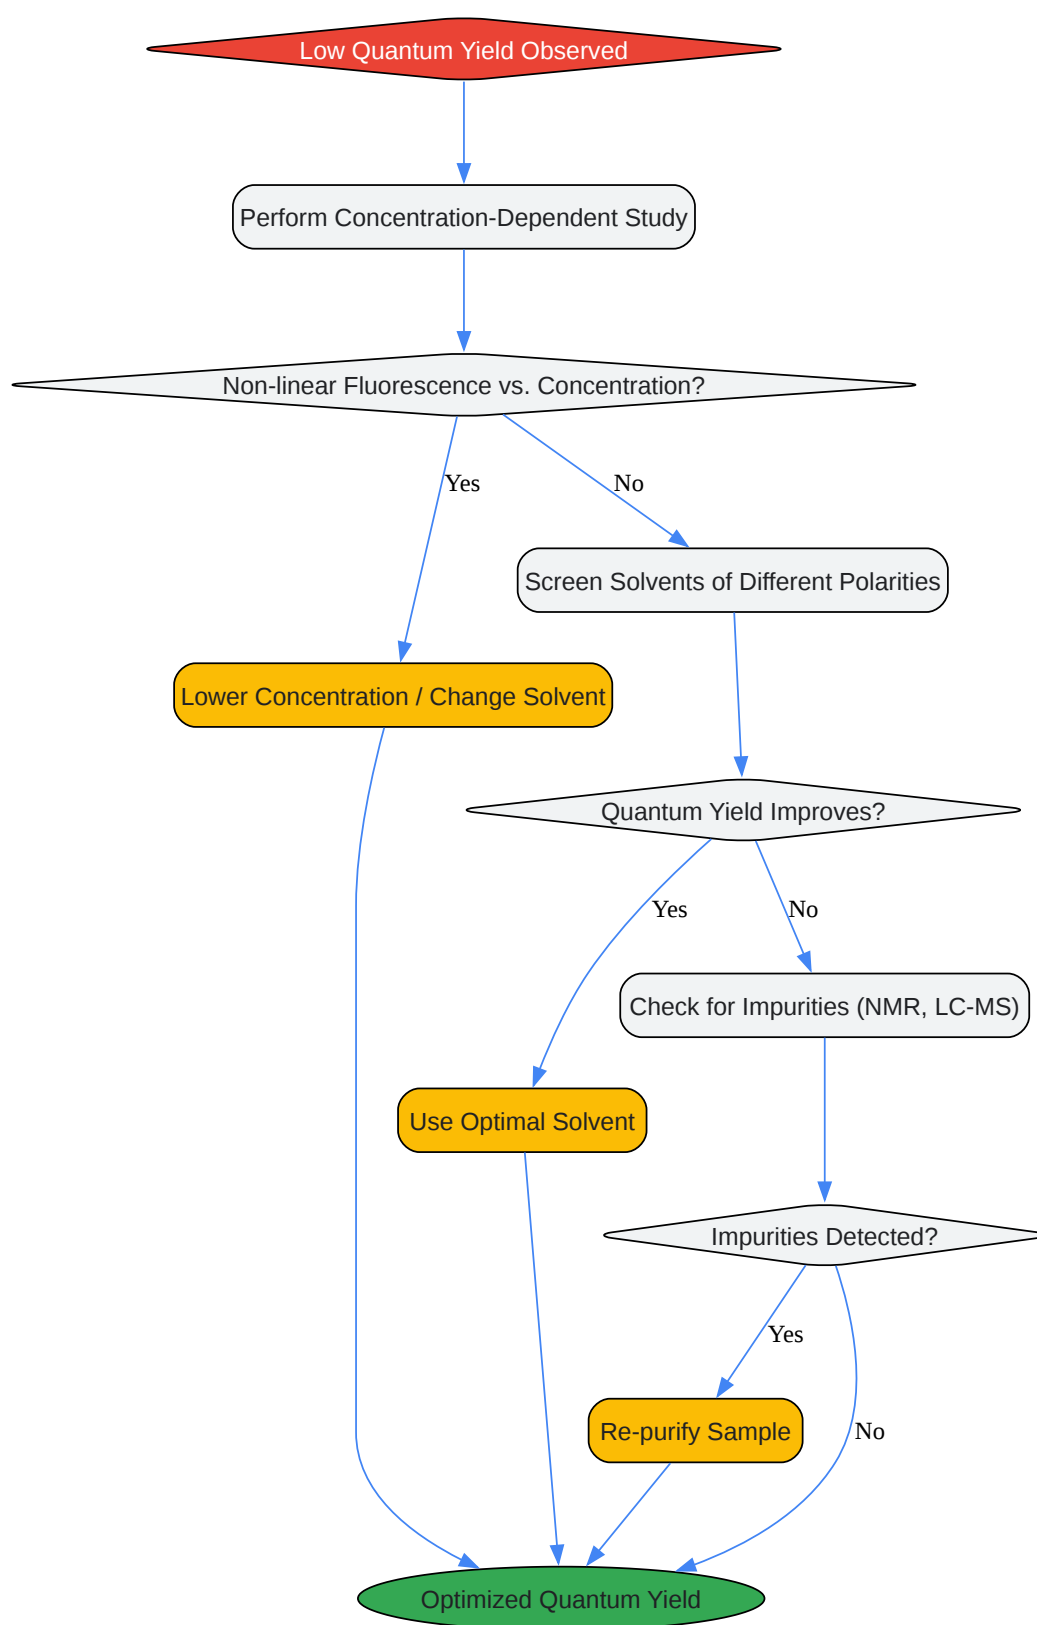 Low Quantum Yield Observed
Perform Concentration-Dependent Study
Non-linear Fluorescence vs. Concentration?
Yes
No
Screen Solvents of Different Polarities
Lower Concentration / Change Solvent
Quantum Yield Improves?
Yes
No
Check for Impurities (NMR, LC-MS)
Use Optimal Solvent
Impurities Detected?
Yes
Re-purify Sample
No
Optimized Quantum Yield